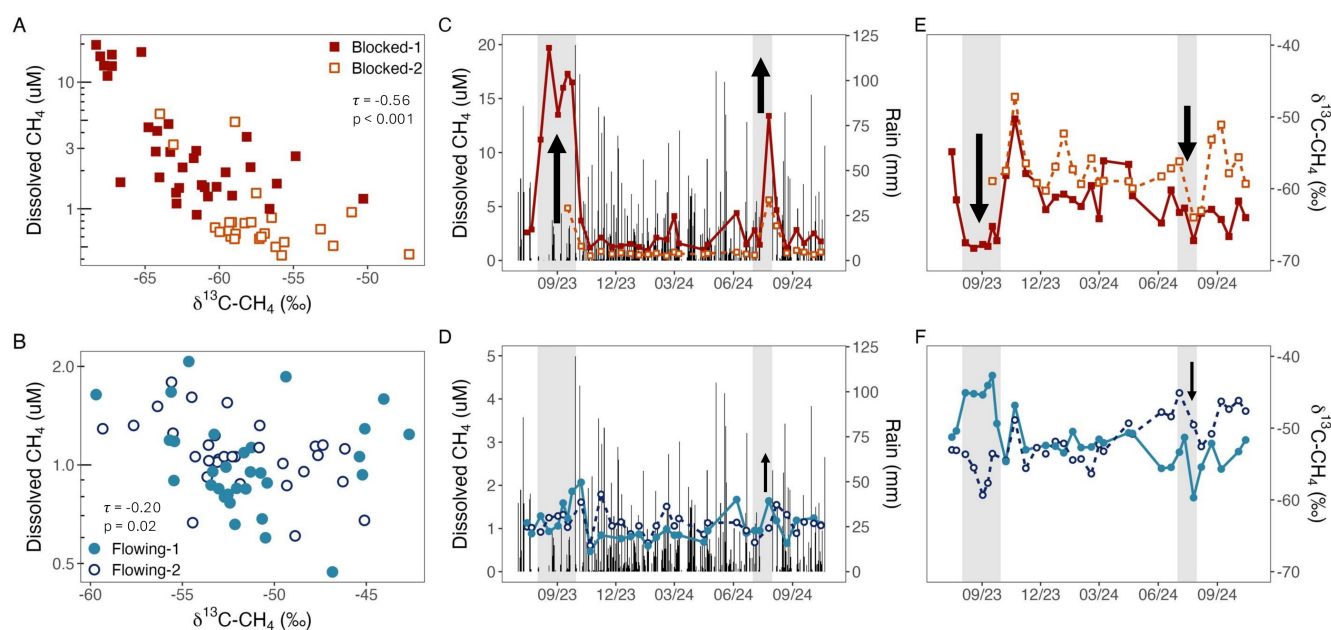 A
Dissolved CH4 (uM)
10
3
1
Blocked-1
Blocked-2
τ = -0.56
p < 0.001
-65
-60
-55
-50
δ13C-CH4 (‰)
C
Dissolved CH4 (uM)
20
15
10
5
0
125
100
75
50
25
0
Rain (mm)
09/23
12/23
03/24
06/24
09/24
E
-40
-50
-60
-70
δ13C-CH4 (‰)
09/23
12/23
03/24
06/24
09/24
B
Dissolved CH4 (uM)
2.0
1.0
0.5
τ = -0.20
p = 0.02
Flowing-1
Flowing-2
-60
-55
-50
-45
δ13C-CH4 (‰)
D
Dissolved CH4 (uM)
5
4
3
2
1
0
125
100
75
50
25
0
Rain (mm)
09/23
12/23
03/24
06/24
09/24
F
-40
-50
-60
-70
δ13C-CH4 (‰)
09/23
12/23
03/24
06/24
09/24